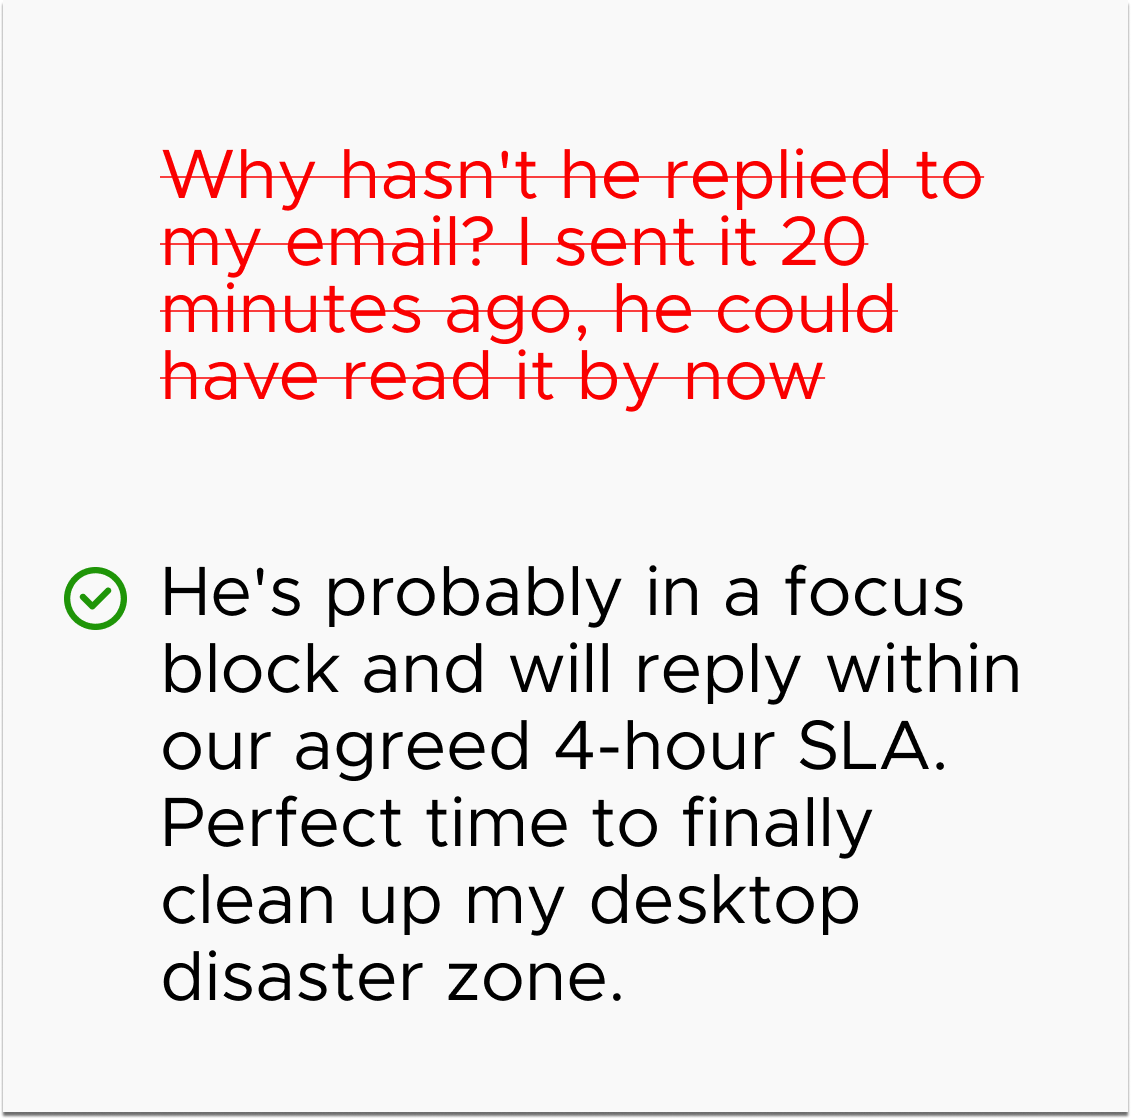 Why hasn't he replied to
my email? I sent it 20
minutes ago, he could
have read it by now
He's probably in a focus
block and will reply within
our agreed 4-hour SLA.
Perfect time to finally
clean up my desktop
disaster zone.